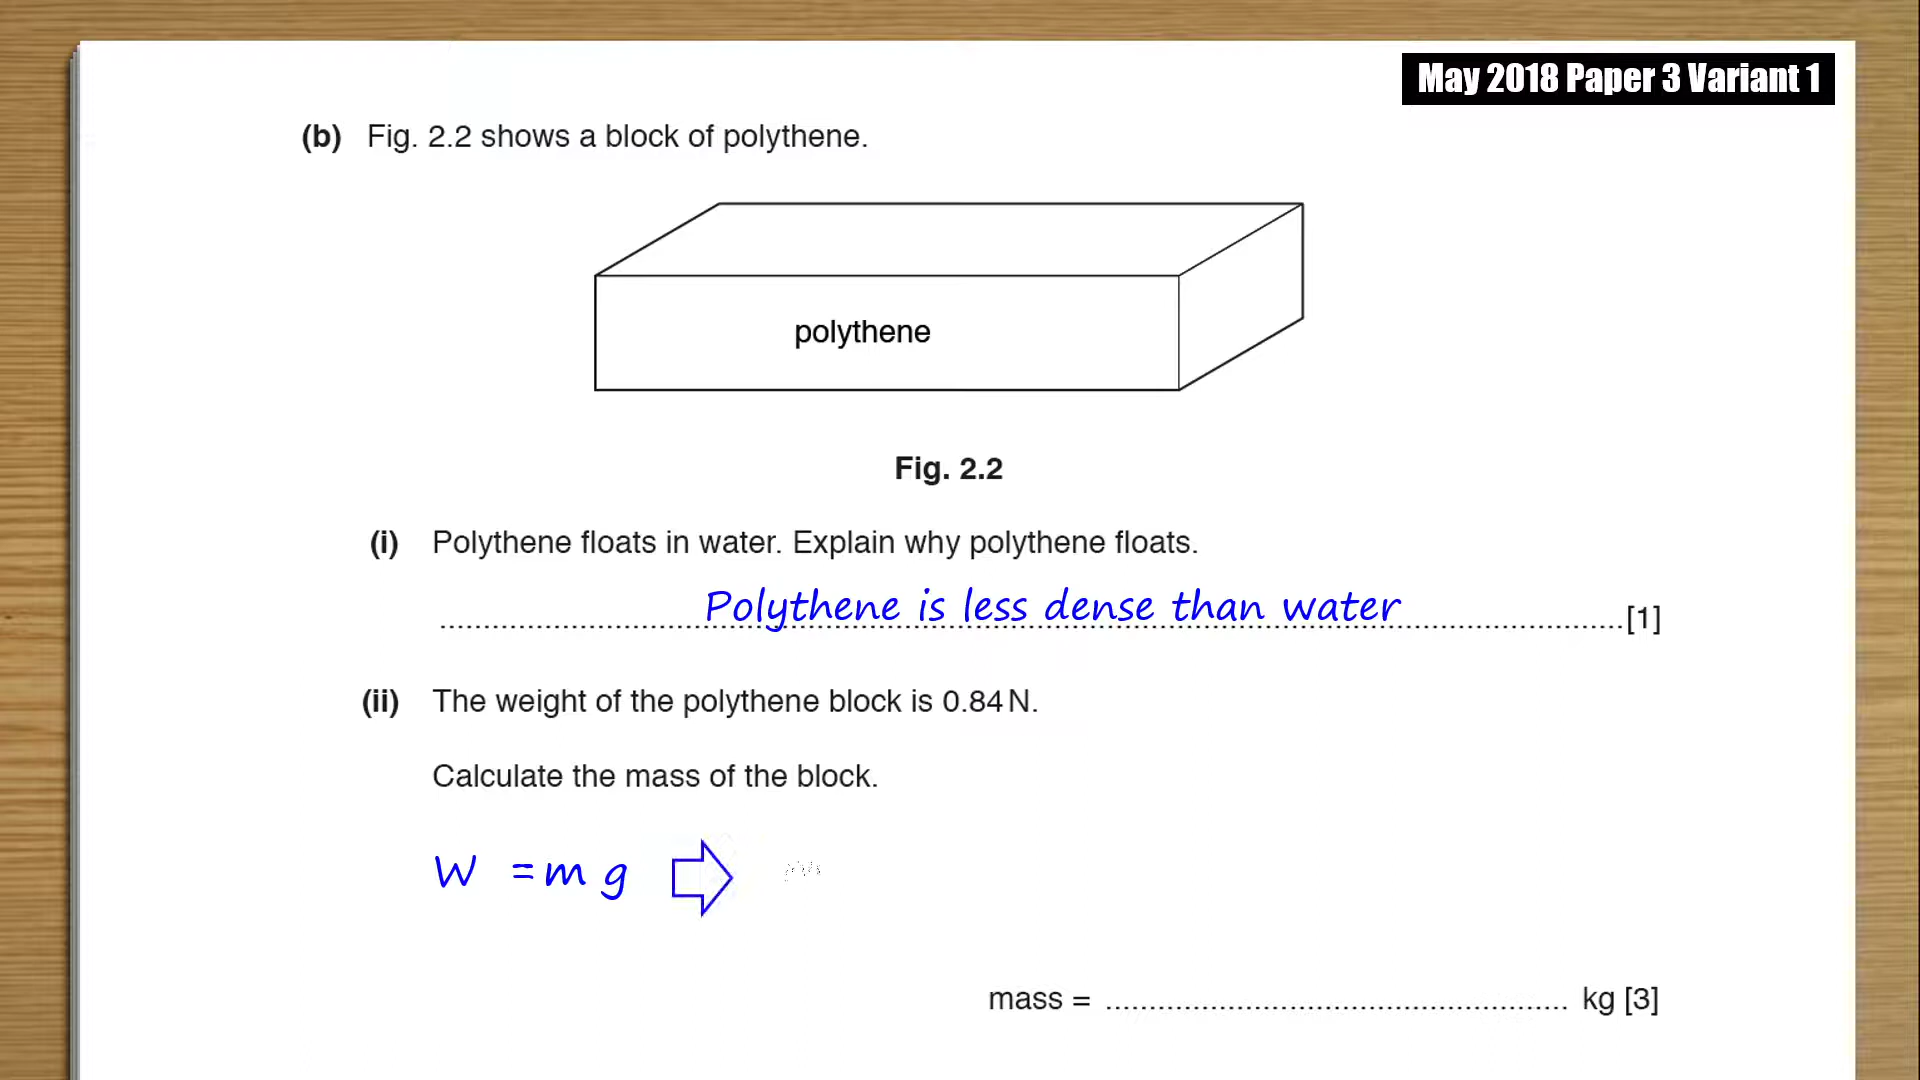 May 2018 Paper 3 Variant 1
(b) Fig. 2.2 shows a block of polythene.
polythene
Fig. 2.2
(i) Polythene floats in water. Explain why polythene floats.
Polythene is less dense than water [1]
(ii) The weight of the polythene block is 0.84 N.
Calculate the mass of the block.
W = m g
mass = ................................................... kg [3]